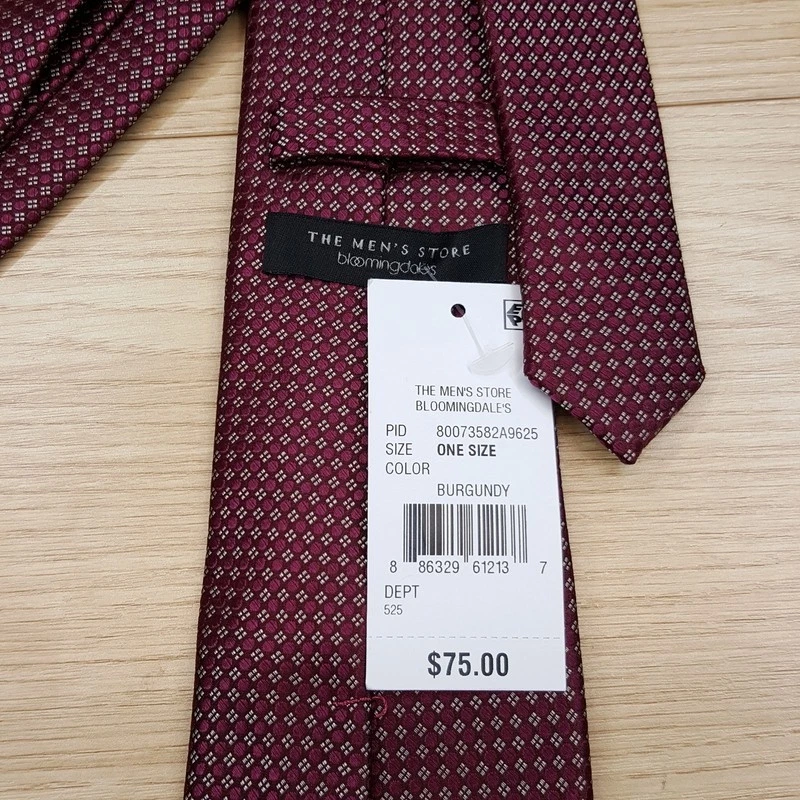 THE MEN'S STORE
bloomingdale's
THE MEN'S STORE
BLOOMINGDALE'S
PID 80073582A9625
SIZE ONE SIZE
COLOR
BURGUNDY
8 86329 61213 7
DEPT
525
$75.00